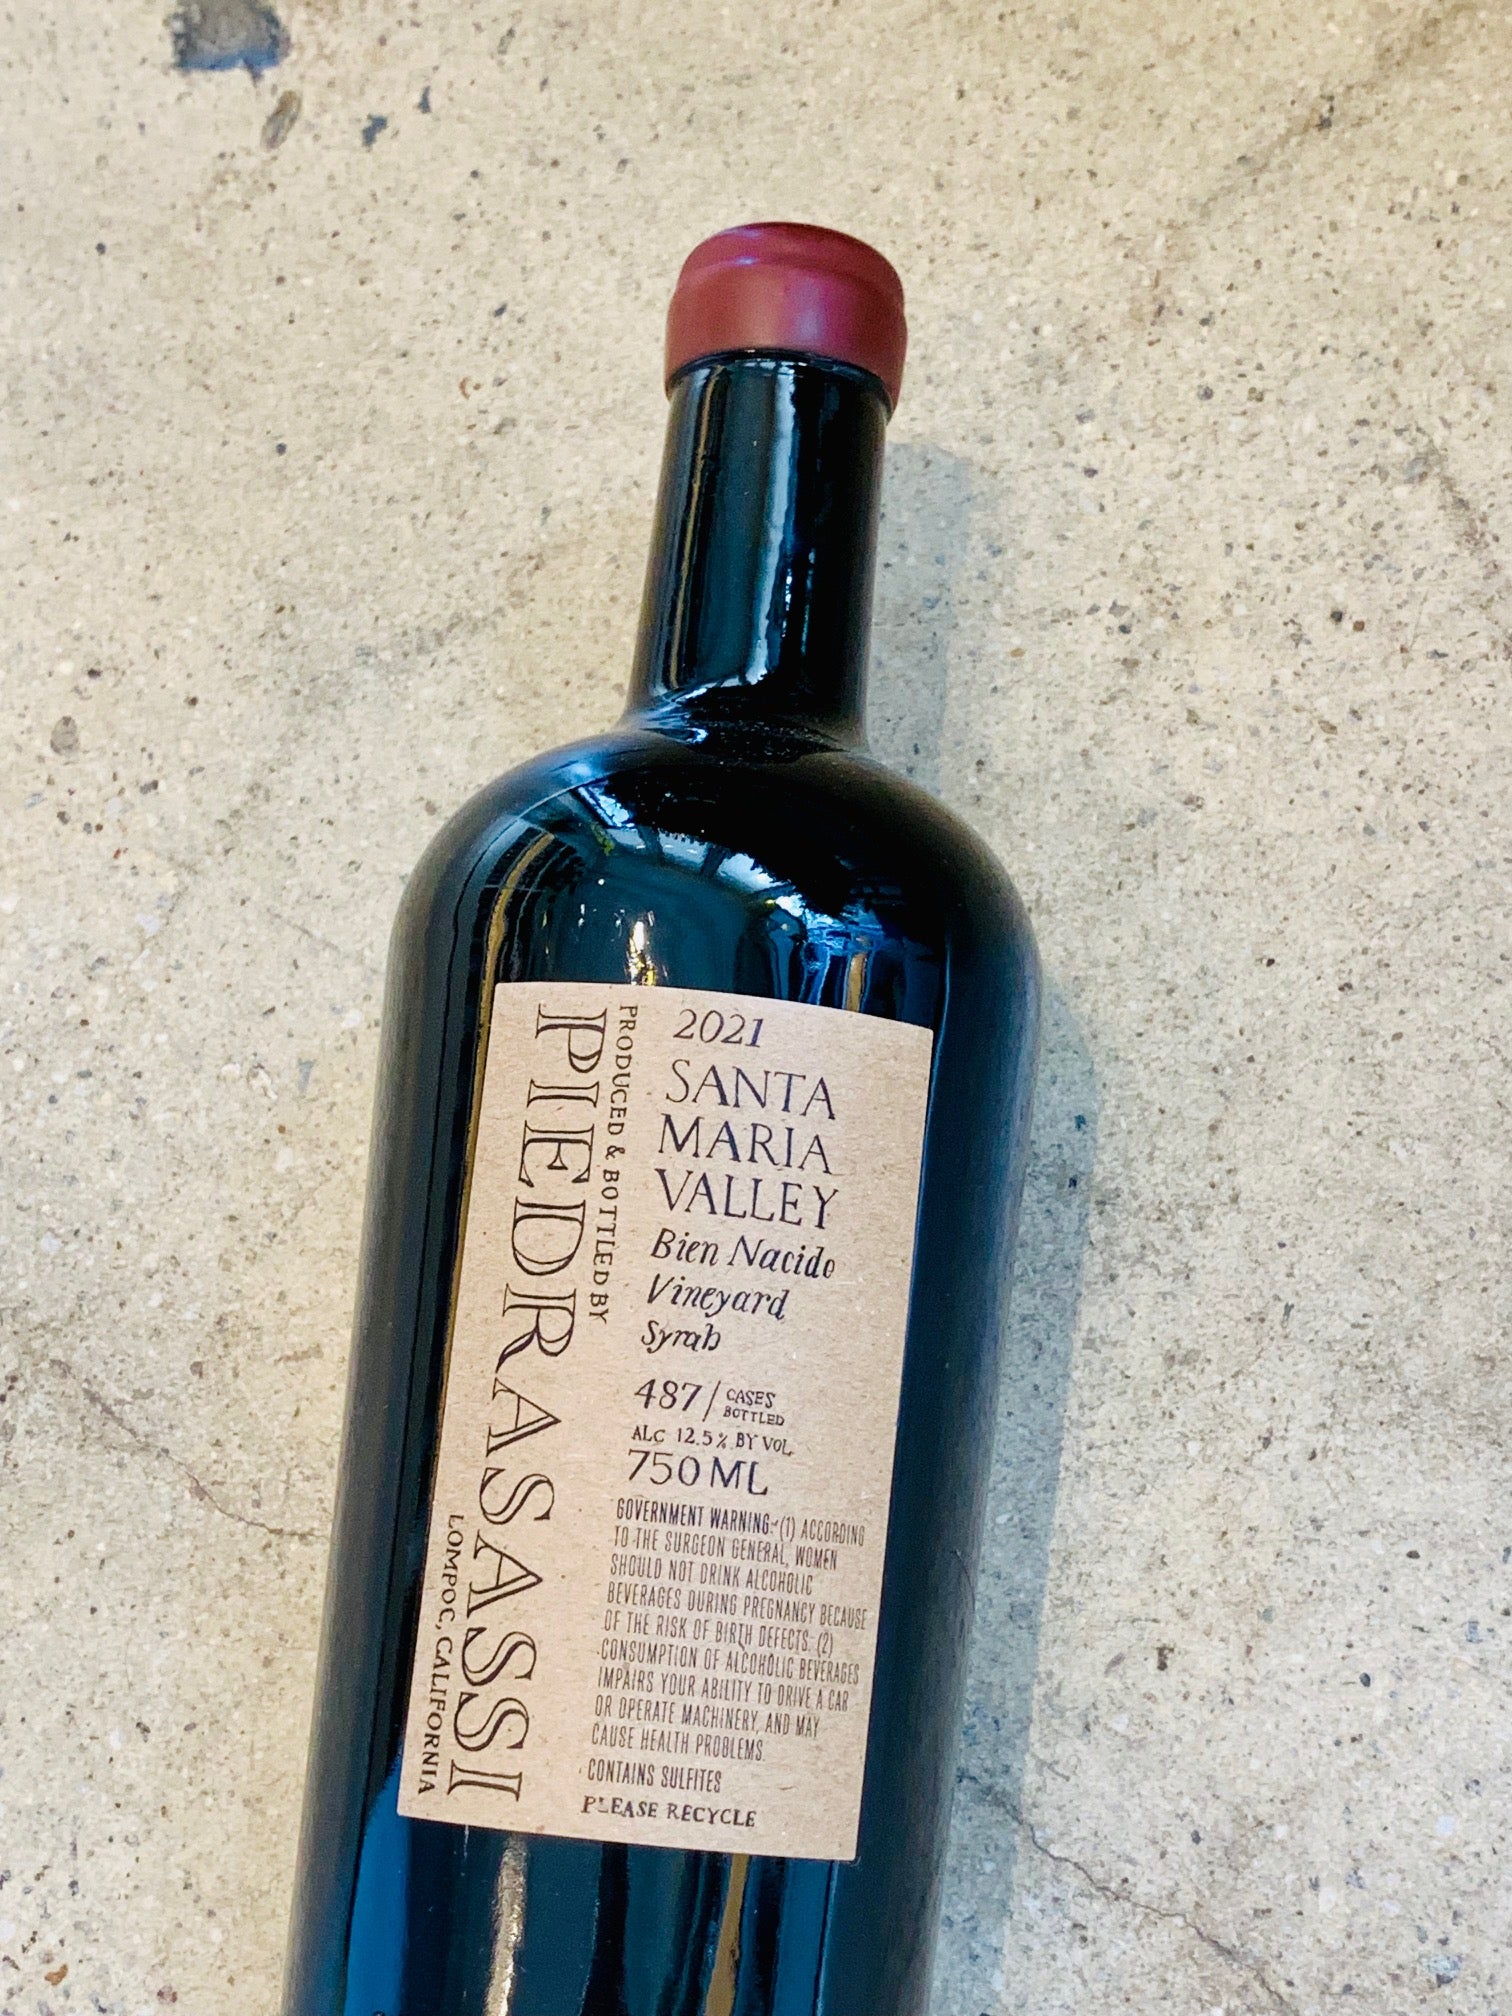 2021
SANTA
MARIA
VALLEY
Bien Nacido
Vineyard
Syrah
487/CASES
BOTTLED
ALC 12.5% BY VOL
750 ML
GOVERNMENT WARNING: (1) ACCORDING
TO THE SURGEON GENERAL, WOMEN
SHOULD NOT DRINK ALCOHOLIC
BEVERAGES DURING PREGNANCY BECAUSE
OF THE RISK OF BIRTH DEFECTS. (2)
CONSUMPTION OF ALCOHOLIC BEVERAGES
IMPAIRS YOUR ABILITY TO DRIVE A CAR
OR OPERATE MACHINERY, AND MAY
CAUSE HEALTH PROBLEMS.
CONTAINS SULFITES
PLEASE RECYCLE
PRODUCED & BOTTLED BY
PIEDRASASSI
LOMPOC, CALIFORNIA